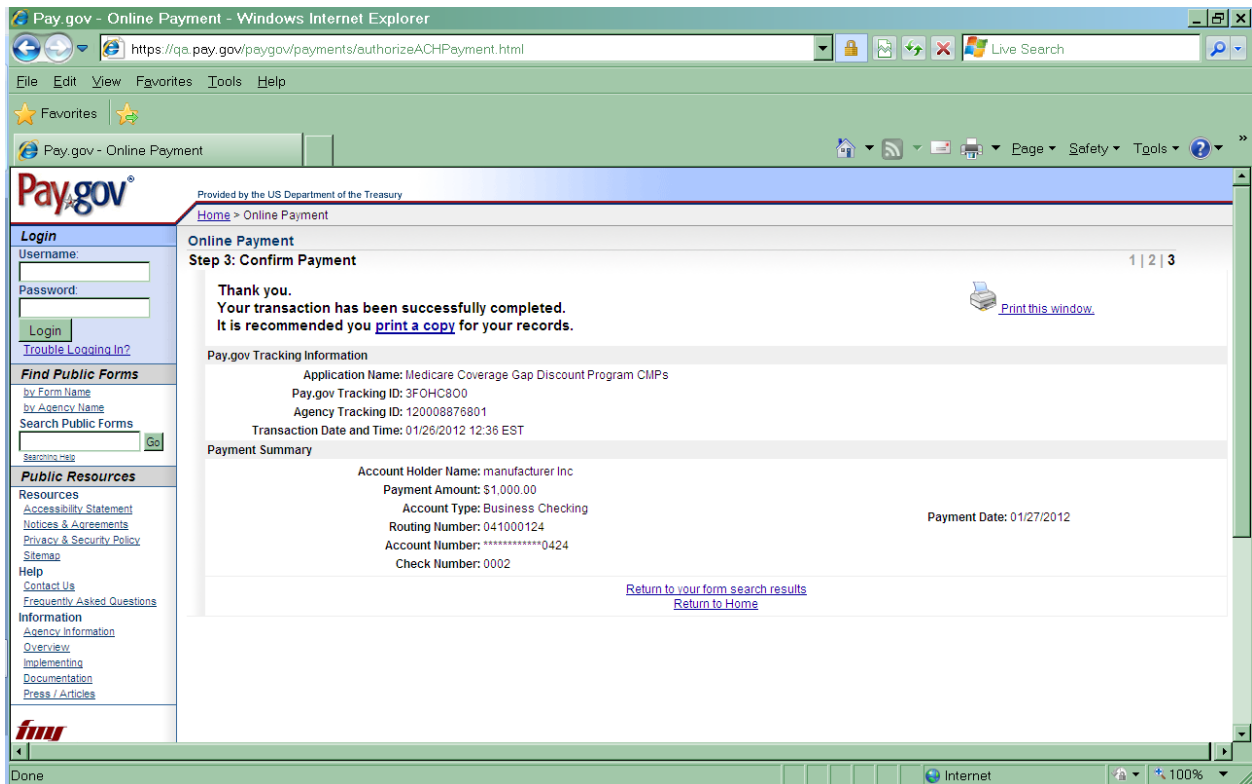 Pay.gov - Online Payment - Windows Internet Explorer
https://qa.pay.gov/paygov/payments/authorizeACHPayment.html
Live Search
File Edit View Favorites Tools Help
Favorites
Pay.gov - Online Payment
Page Safety Tools
Pay.gov®
Provided by the US Department of the Treasury
Home > Online Payment
Login
Username:
Password:
Login
Trouble Logging In?
Find Public Forms
by Form Name
by Agency Name
Search Public Forms
Go
Searching Help
Public Resources
Resources
Accessibility Statement
Notices & Agreements
Privacy & Security Policy
Sitemap
Help
Contact Us
Frequently Asked Questions
Information
Agency Information
Overview
Implementing
Documentation
Press / Articles
Online Payment
Step 3: Confirm Payment
1 | 2 | 3
Thank you.
Your transaction has been successfully completed.
It is recommended you print a copy for your records.
Print this window.
Pay.gov Tracking Information
Application Name: Medicare Coverage Gap Discount Program CMPs
Pay.gov Tracking ID: 3FOHC8O0
Agency Tracking ID: 120008876801
Transaction Date and Time: 01/26/2012 12:36 EST
Payment Summary
Account Holder Name: manufacturer Inc
Payment Amount: $1,000.00
Account Type: Business Checking
Payment Date: 01/27/2012
Routing Number: 041000124
Account Number: ************0424
Check Number: 0002
Return to your form search results
Return to Home
Done
Internet
100%